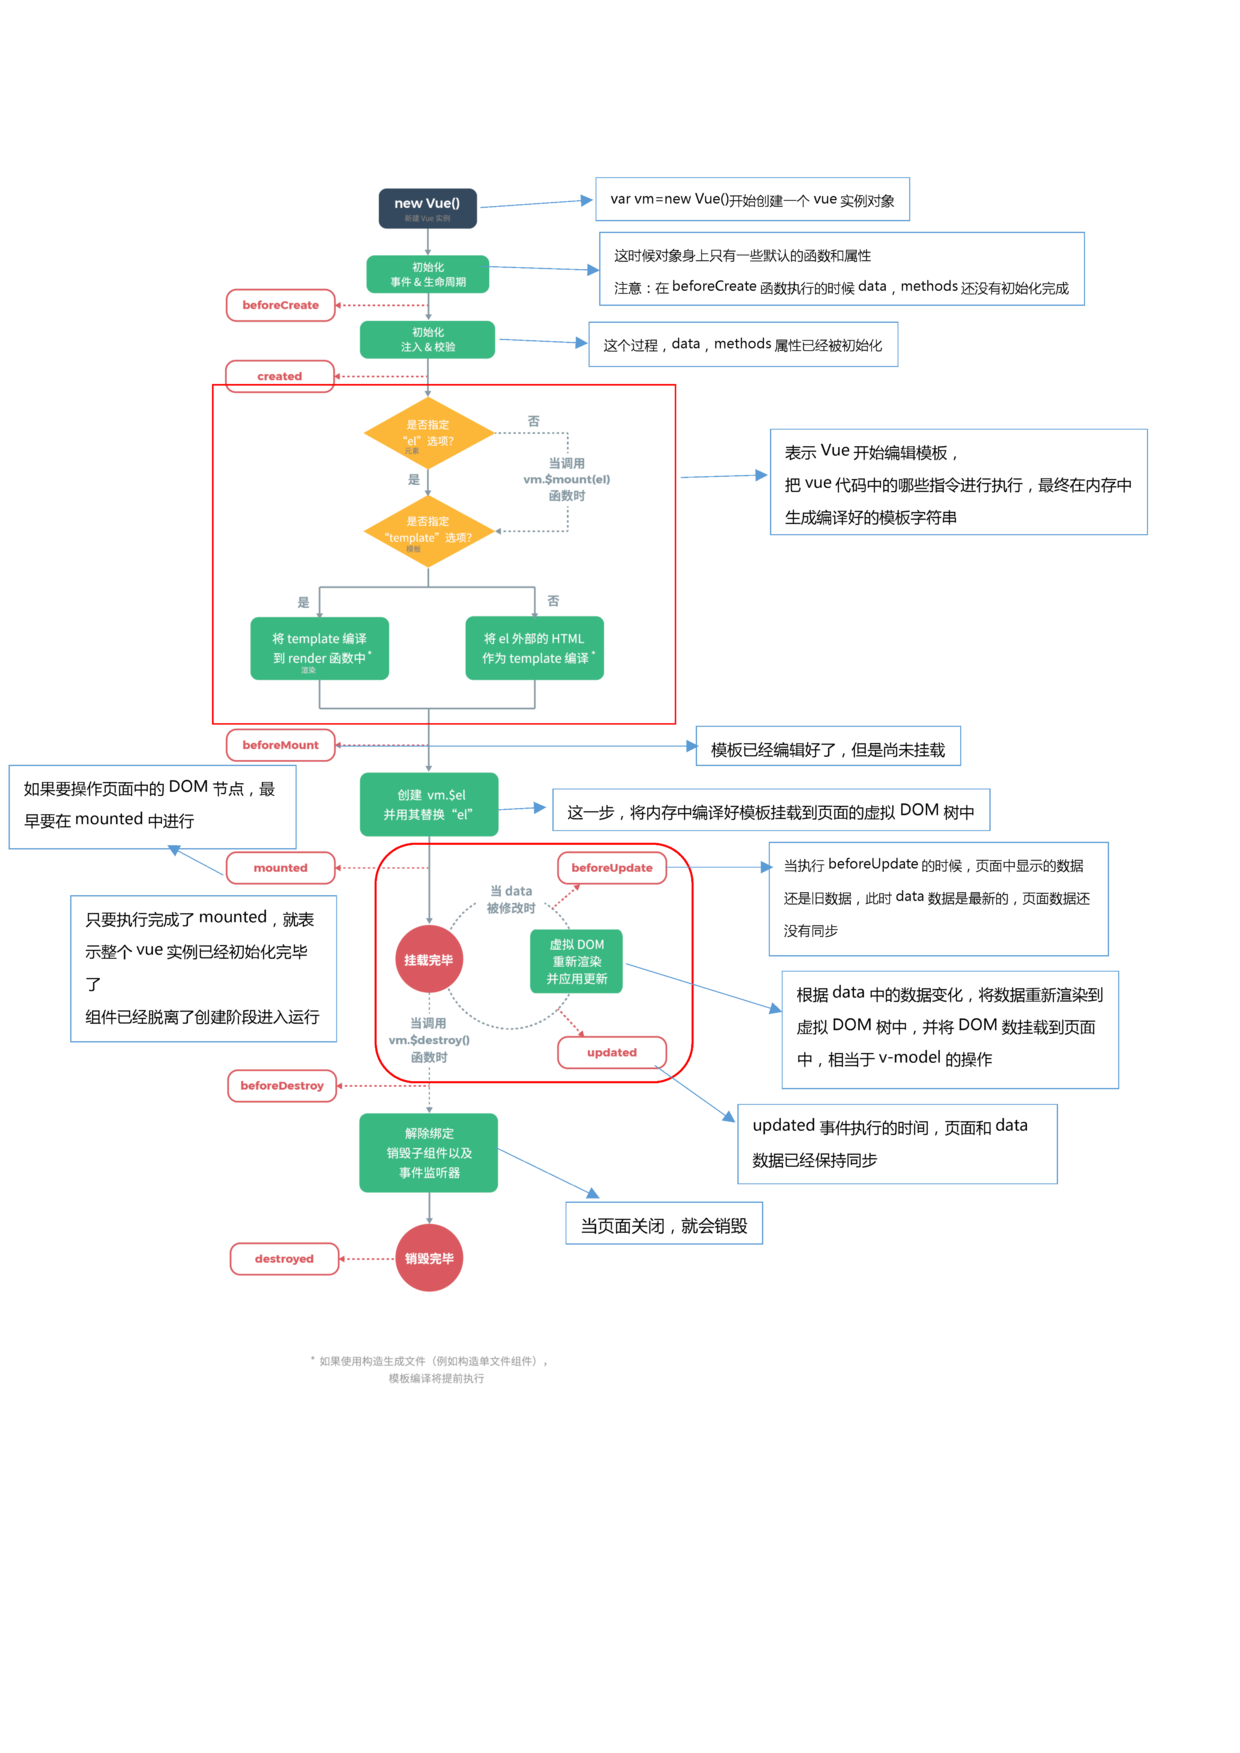 new Vue()
新建 Vue 实例
var vm=new Vue()开始创建一个 vue 实例对象
初始化
事件 & 生命周期
这时候对象身上只有一些默认的函数和属性
注意：在 beforeCreate 函数执行的时候 data，methods 还没有初始化完成
beforeCreate
初始化
注入 & 校验
这个过程，data，methods 属性已经被初始化
created
是否指定
“el”选项?
元素
否
当调用
vm.$mount(el)
函数时
是
是否指定
“template”选项?
模板
表示 Vue 开始编辑模板，
把 vue 代码中的哪些指令进行执行，最终在内存中
生成编译好的模板字符串
是
否
将 template 编译
到 render 函数中*
渲染
将 el 外部的 HTML
作为 template 编译*
beforeMount
模板已经编辑好了，但是尚未挂载
如果要操作页面中的 DOM 节点，最
早要在 mounted 中进行
创建 vm.$el
并用其替换“el”
这一步，将内存中编译好模板挂载到页面的虚拟 DOM 树中
mounted
beforeUpdate
当执行 beforeUpdate 的时候，页面中显示的数据
还是旧数据，此时 data 数据是最新的，页面数据还
没有同步
当 data
被修改时
只要执行完成了 mounted，就表
示整个 vue 实例已经初始化完毕
了
组件已经脱离了创建阶段进入运行
挂载完毕
虚拟 DOM
重新渲染
并应用更新
根据 data 中的数据变化，将数据重新渲染到
虚拟 DOM 树中，并将 DOM 数挂载到页面
中，相当于 v-model 的操作
当调用
vm.$destroy()
函数时
updated
beforeDestroy
updated 事件执行的时间，页面和 data
数据已经保持同步
解除绑定
销毁子组件以及
事件监听器
当页面关闭，就会销毁
destroyed
销毁完毕
* 如果使用构造生成文件（例如构造单文件组件），
模板编译将提前执行